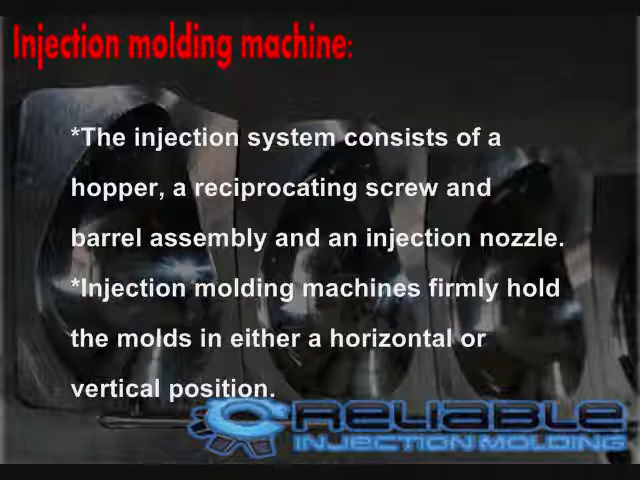 Injection molding machine:
*The injection system consists of a
hopper, a reciprocating screw and
barrel assembly and an injection nozzle.
*Injection molding machines firmly hold
the molds in either a horizontal or
vertical position.
RELIABLE
INJECTION MOLDING